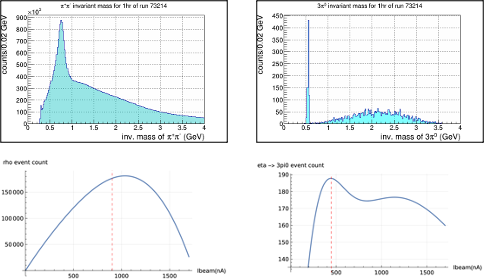 π⁺π⁻ invariant mass for 1hr of run 73214
×10³
900
800
700
600
500
400
300
200
100
0
counts/0.02 GeV
0 0.5 1 1.5 2 2.5 3 3.5 4
inv. mass of π⁺π⁻ (GeV)
3π⁰ invariant mass for 1hr of run 73214
450
400
350
300
250
200
150
100
50
0
counts/0.02 GeV
0 0.5 1 1.5 2 2.5 3 3.5 4
inv. mass of 3π⁰ (GeV)
rho event count
150000
100000
50000
500 1000 1500
Ibeam(nA)
eta -> 3pi0 event count
190
180
170
160
150
140
500 1000 1500
Ibeam(nA)